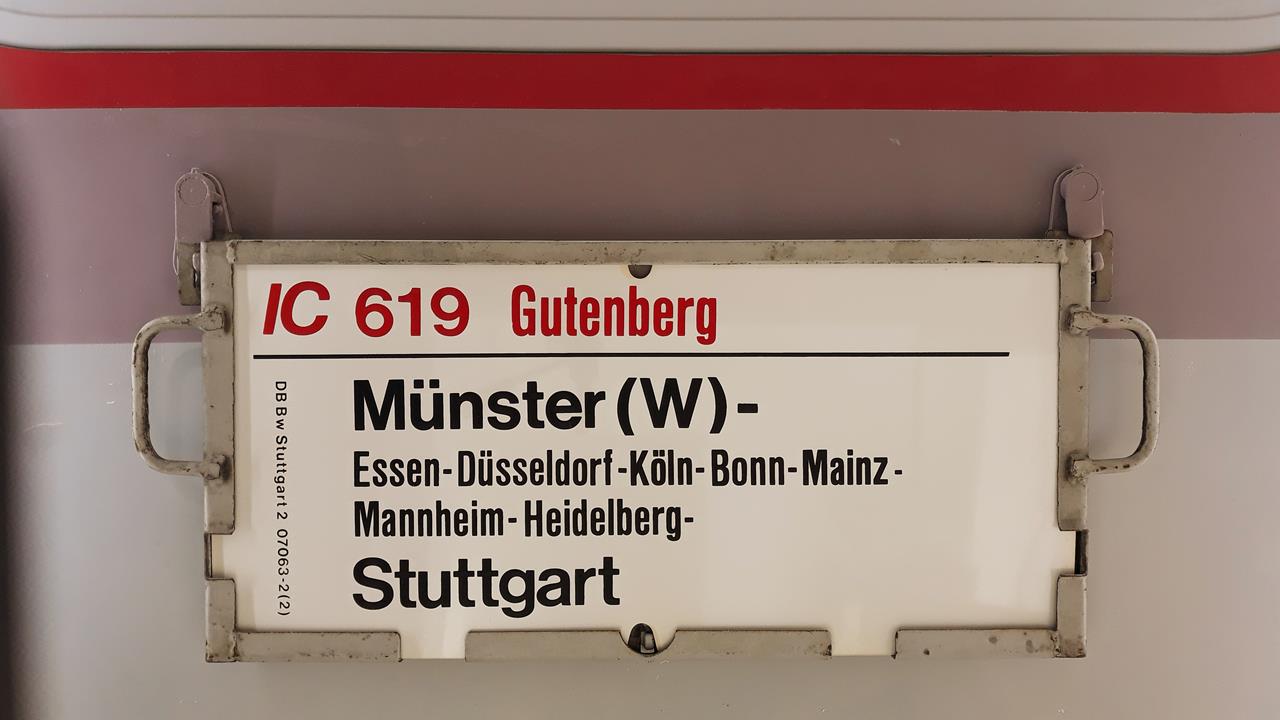 IC 619 Gutenberg
Münster (W) -
Essen-Düsseldorf-Köln-Bonn-Mainz-
Mannheim-Heidelberg-
Stuttgart
DB Bw Stuttgart 2 07063-2(2)